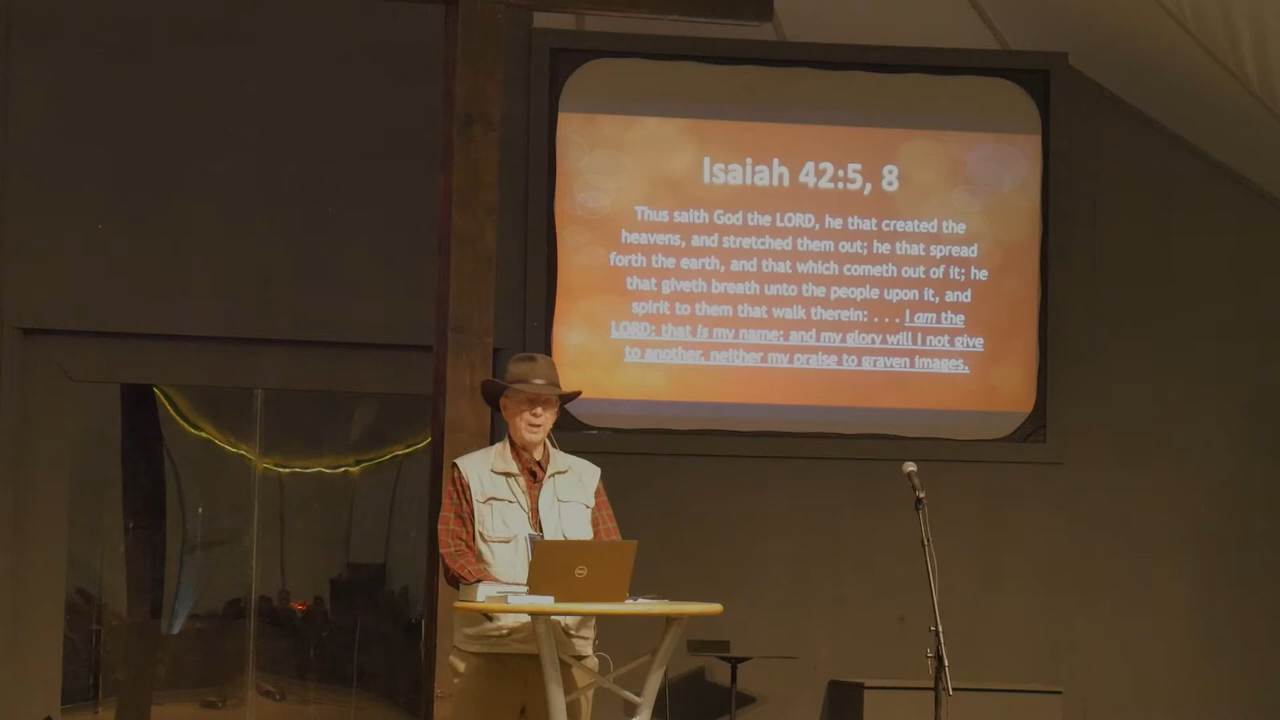 Isaiah 42:5, 8
Thus saith God the LORD, he that created the
heavens, and stretched them out; he that spread
forth the earth, and that which cometh out of it; he
that giveth breath unto the people upon it, and
spirit to them that walk therein: . . . I am the
LORD: that is my name: and my glory will I not give
to another, neither my praise to graven images.
DELL